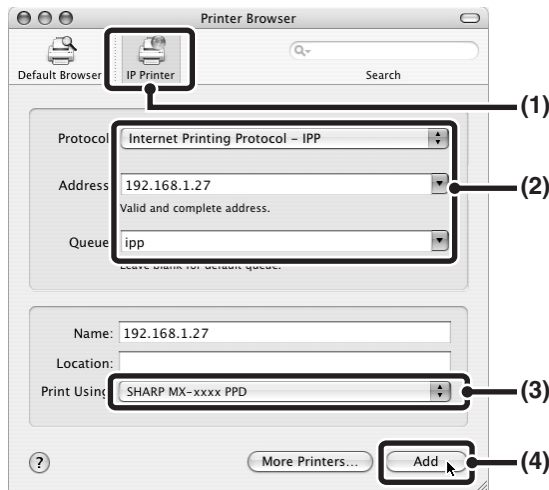 Printer Browser
Default Browser
IP Printer
Search
(1)
Protocol
Internet Printing Protocol – IPP
Address
192.168.1.27
(2)
Valid and complete address.
Queue
ipp
Leave blank for default queue.
Name: 192.168.1.27
Location:
Print Using
SHARP MX-xxxx PPD
(3)
?
More Printers...
Add
(4)